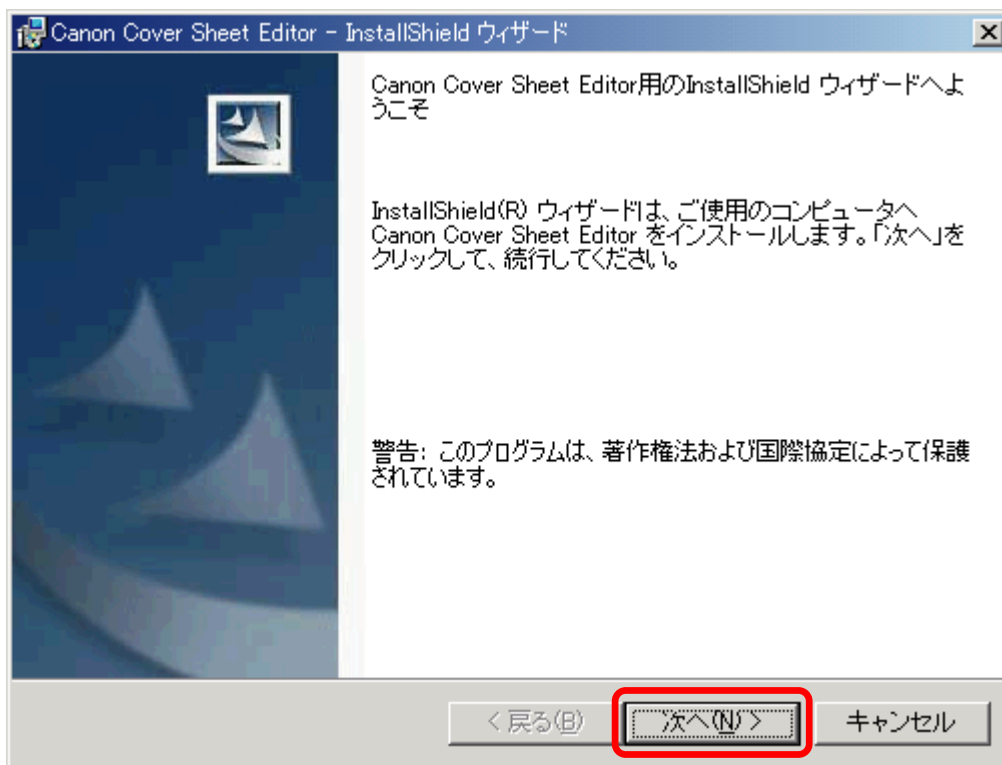 Canon Cover Sheet Editor - InstallShield ウィザード
Canon Cover Sheet Editor用のInstallShield ウィザードへよ
うこそ
InstallShield(R) ウィザードは、ご使用のコンピュータへ
Canon Cover Sheet Editor をインストールします。「次へ」を
クリックして、続行してください。
警告: このプログラムは、著作権法および国際協定によって保護
されています。
< 戻る(B)
次へ(N) >
キャンセル